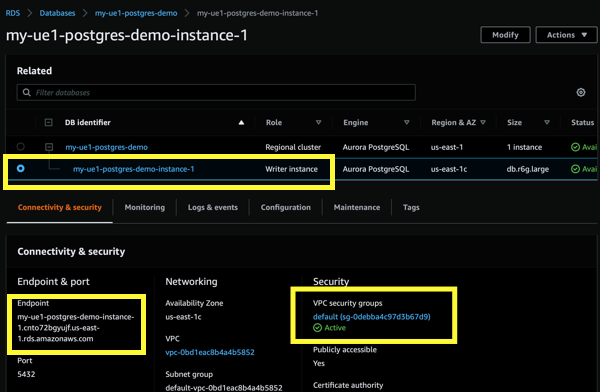 RDS > Databases > my-ue1-postgres-demo > my-ue1-postgres-demo-instance-1
my-ue1-postgres-demo-instance-1
Modify
Actions
Related
Filter databases
DB identifier Role Engine Region & AZ Size Status
my-ue1-postgres-demo Regional cluster Aurora PostgreSQL us-east-1 1 instance Avai
my-ue1-postgres-demo-instance-1 Writer instance Aurora PostgreSQL us-east-1c db.r6g.large Avai
Connectivity & security Monitoring Logs & events Configuration Maintenance Tags
Connectivity & security
Endpoint & port
Endpoint
my-ue1-postgres-demo-instance-
1.cnto72bgyujf.us-east-
1.rds.amazonaws.com
Port
5432
Networking
Availability Zone
us-east-1c
VPC
vpc-0bd1eac8b4a4b5852
Subnet group
default-vpc-0bd1eac8b4a4b5852
Security
VPC security groups
default (sg-0debba4c97d3b67d9)
Active
Publicly accessible
Yes
Certificate authority